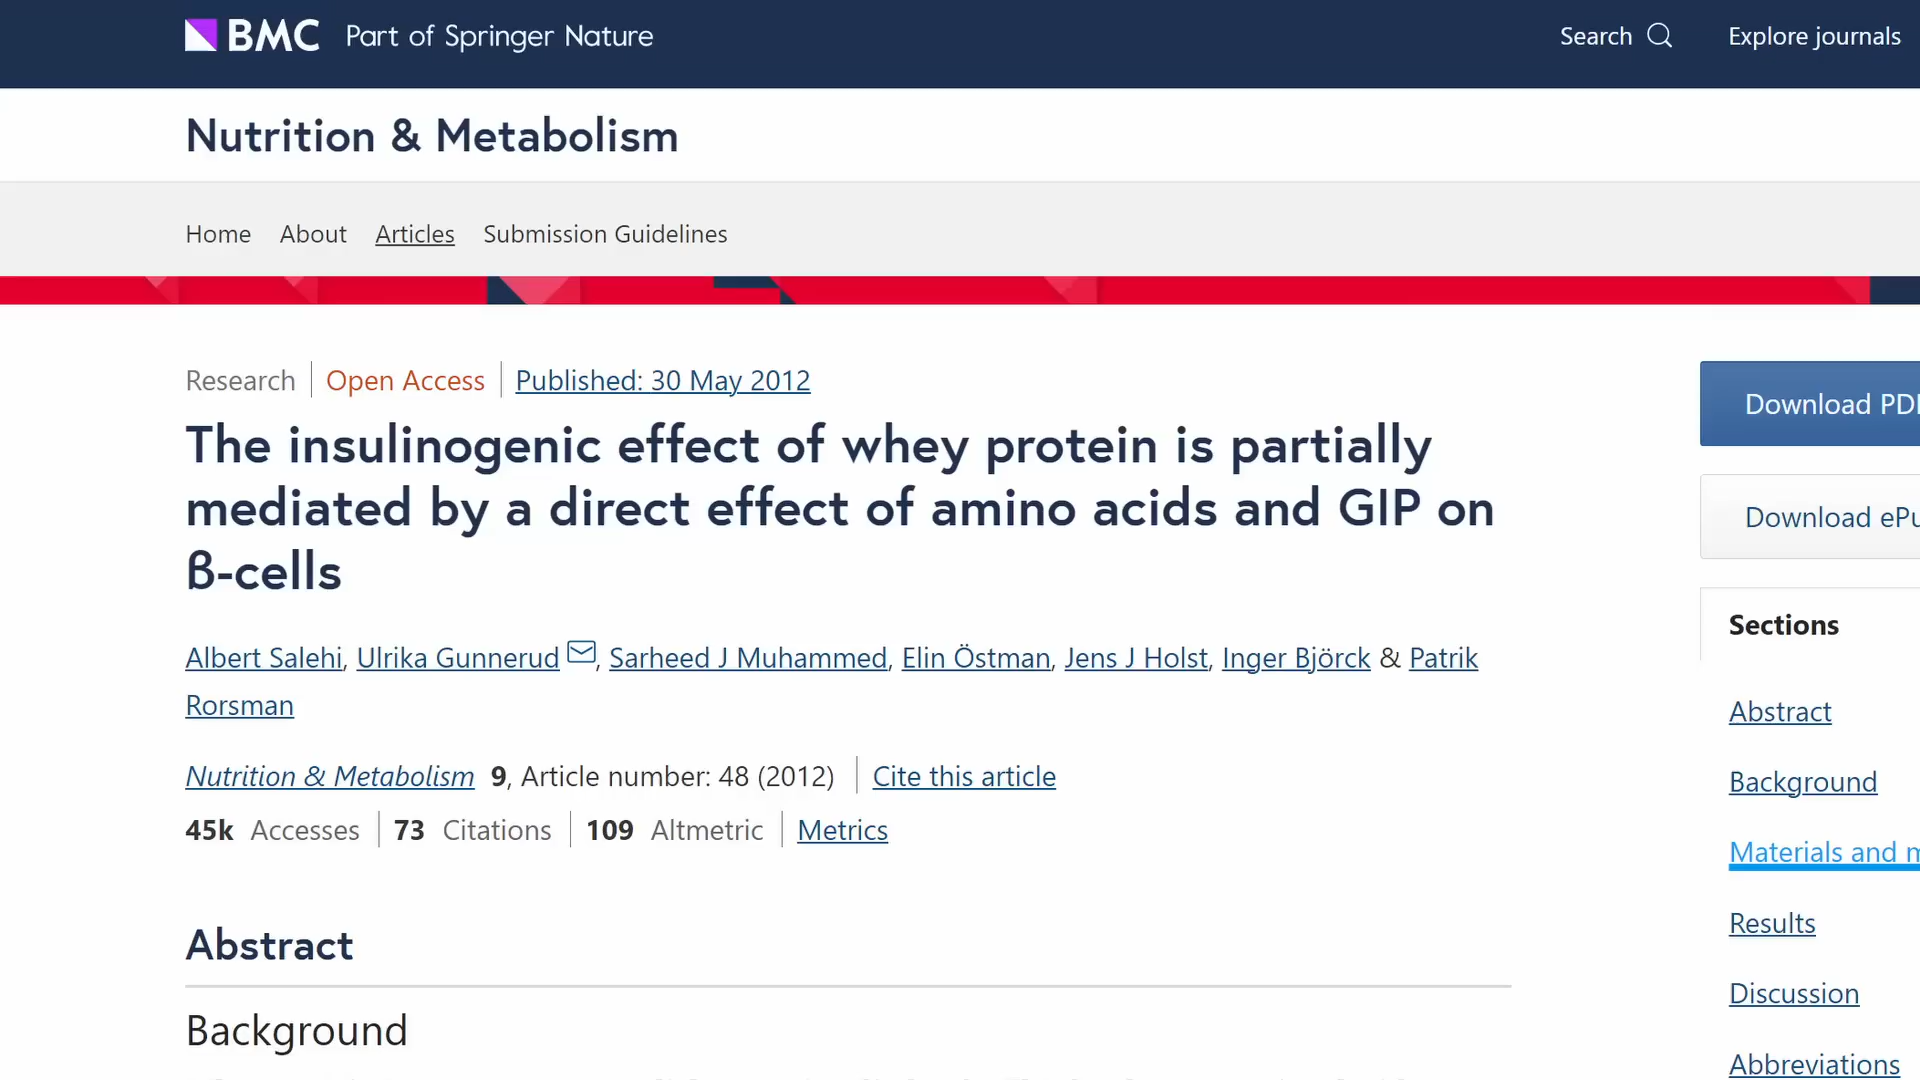 BMC Part of Springer Nature
Search
Explore journals
Nutrition & Metabolism
Home About Articles Submission Guidelines
Research Open Access Published: 30 May 2012
The insulinogenic effect of whey protein is partially
mediated by a direct effect of amino acids and GIP on
ß-cells
Albert Salehi, Ulrika Gunnerud, Sarheed J Muhammed, Elin Östman, Jens J Holst, Inger Björck & Patrik
Rorsman
Nutrition & Metabolism 9, Article number: 48 (2012) Cite this article
45k Accesses 73 Citations 109 Altmetric Metrics
Abstract
Background
Download
Download
Sections
Abstract
Background
Materials and
Results
Discussion
Abbreviations